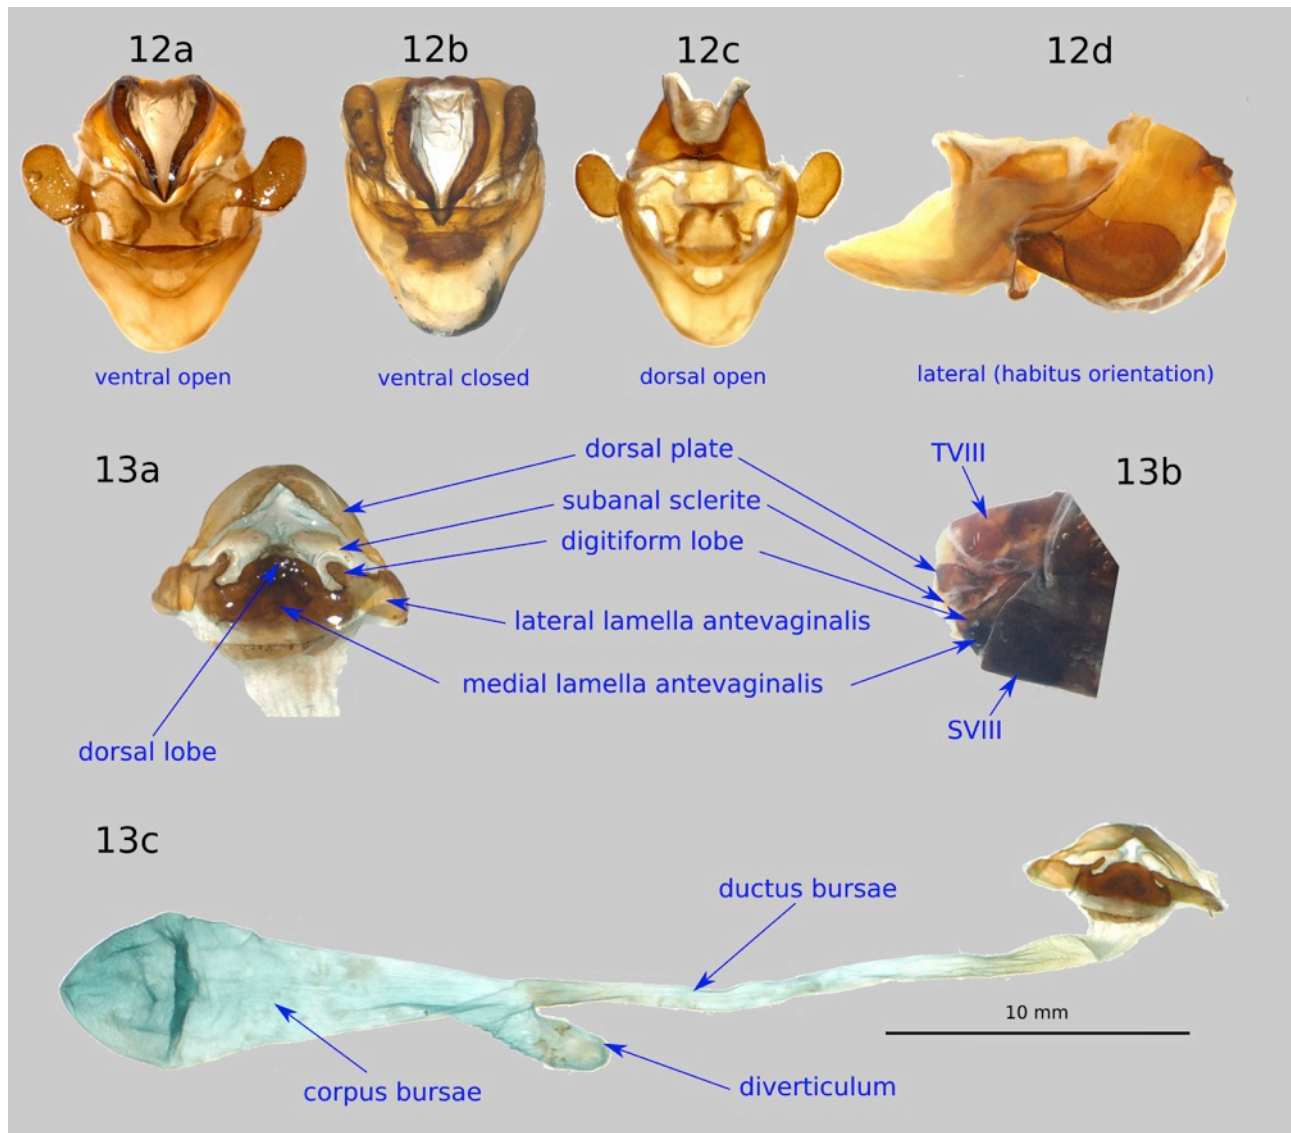 12a
12b
12c
12d
ventral open
ventral closed
dorsal open
lateral (habitus orientation)
13a
dorsal plate
subanal sclerite
digitiform lobe
lateral lamella antevaginalis
medial lamella antevaginalis
dorsal lobe
TVIII
13b
SVIII
13c
ductus bursae
10 mm
corpus bursae
diverticulum